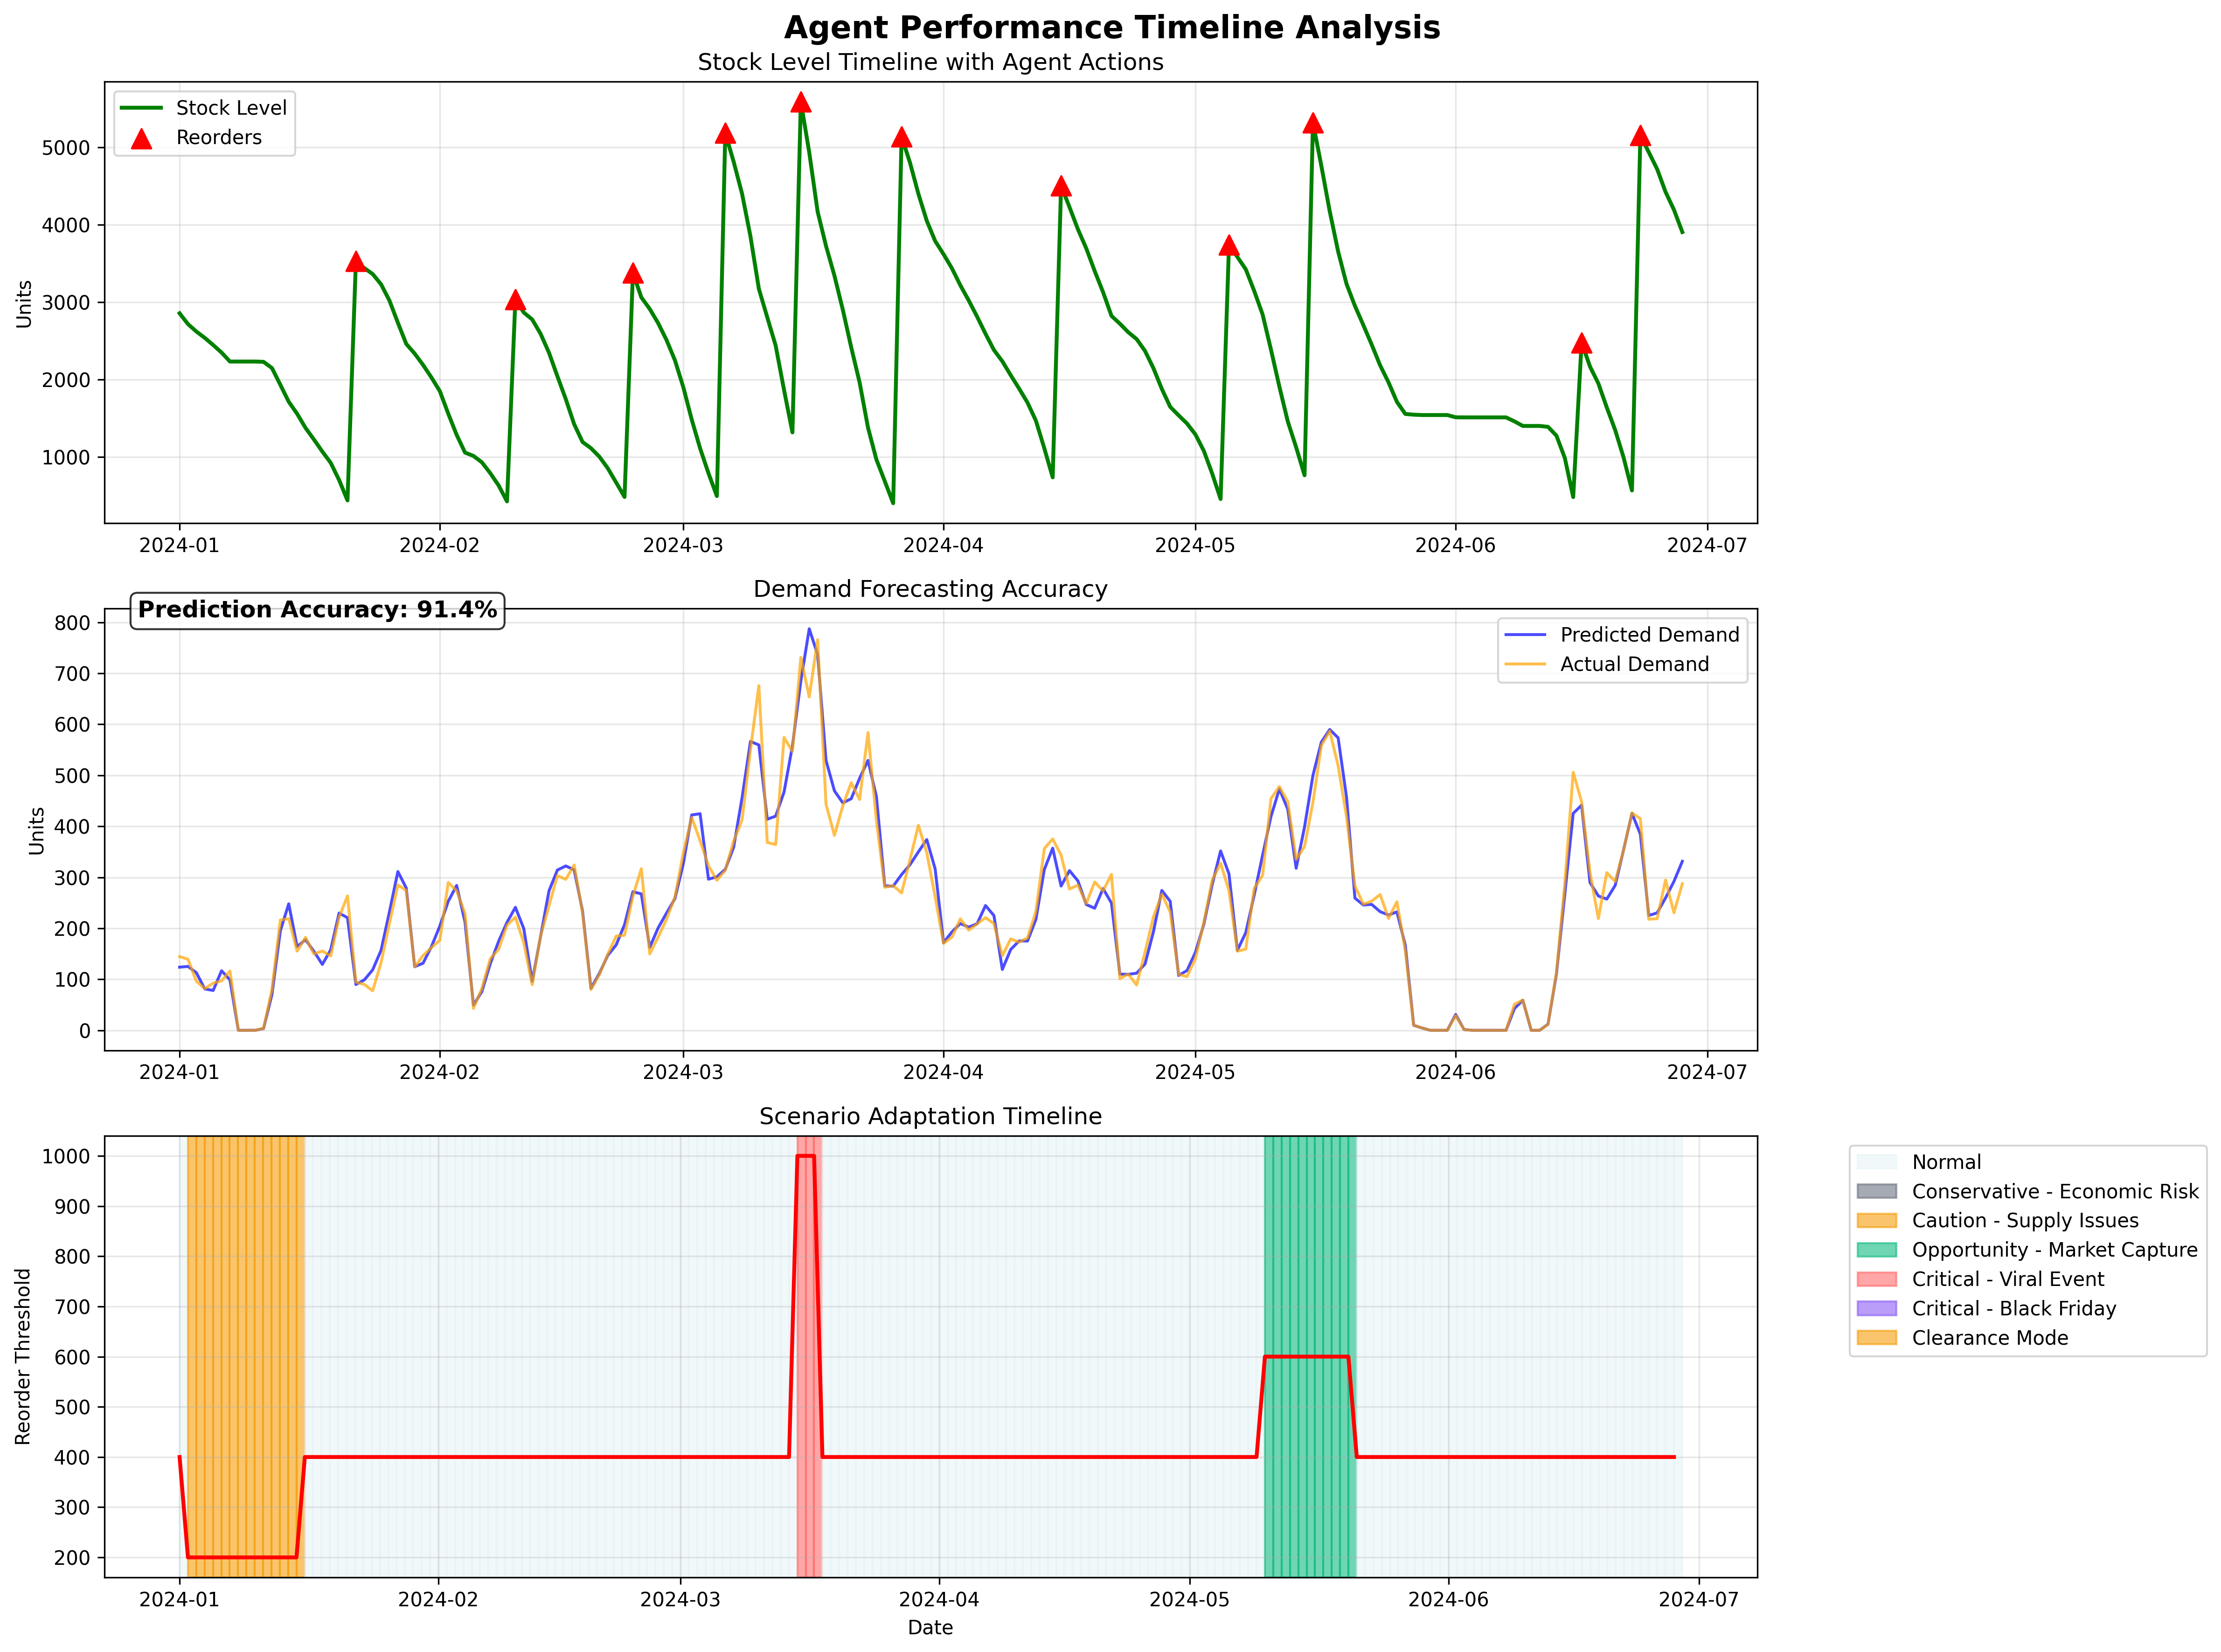 Agent Performance Timeline Analysis
Stock Level Timeline with Agent Actions
Stock Level
Reorders
Units
5000
4000
3000
2000
1000
2024-01 2024-02 2024-03 2024-04 2024-05 2024-06 2024-07
Demand Forecasting Accuracy
Prediction Accuracy: 91.4%
Predicted Demand
Actual Demand
Units
800
700
600
500
400
300
200
100
0
2024-01 2024-02 2024-03 2024-04 2024-05 2024-06 2024-07
Scenario Adaptation Timeline
Reorder Threshold
1000
900
800
700
600
500
400
300
200
2024-01 2024-02 2024-03 2024-04 2024-05 2024-06 2024-07
Date
Normal
Conservative - Economic Risk
Caution - Supply Issues
Opportunity - Market Capture
Critical - Viral Event
Critical - Black Friday
Clearance Mode